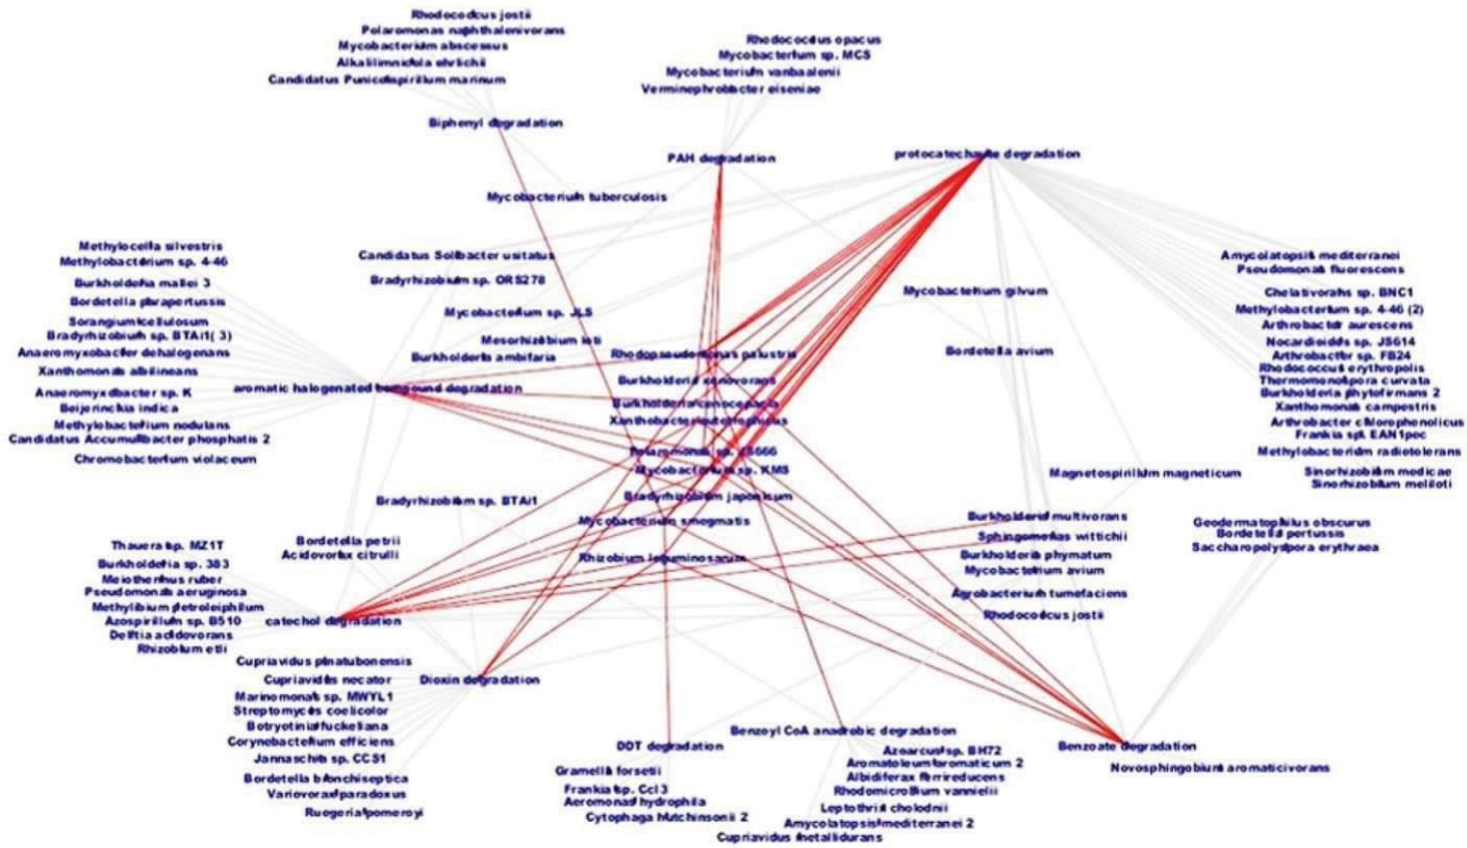 Rhodococcus jostii
Polaromonas naphthalenivorans
Mycobacterium abscessus
Alkalilimnicola ehrlichii
Candidatus Puniceispirillum marinum
Rhodococcus opacus
Mycobacterium sp. MCS
Mycobacterium vanbaalenii
Verminephrobacter eiseniae
Biphenyl degradation
PAH degradation
protocatechuate degradation
Mycobacterium tuberculosis
Methylocella silvestris
Methylobacterium sp. 4-46
Burkholderia mallei 3
Bordetella parapertussis
Sorangium cellulosum
Bradyrhizobium sp. BTAi1( 3)
Anaeromyxobacter dehalogenans
Xanthomonas albilineans
Anaeromyxobacter sp. K
Beijerinckia indica
Methylobacterium nodulans
Candidatus Accumulibacter phosphatis 2
Chromobacterium violaceum
Candidatus Solibacter usitatus
Bradyrhizobium sp. ORS278
Mycobacterium sp. JLS
Mesorhizobium loti
Burkholderia ambifaria
aromatic halogenated compound degradation
Rhodopseudomonas palustris
Burkholderia xenovorans
Burkholderia cenocepacia
Xanthobacter autotrophicus
Polaromonas sp. JS666
Mycobacterium sp. KMS
Bradyrhizobium japonicum
Mycobacterium smegmatis
Rhizobium leguminosarum
Mycobacterium gilvum
Bordetella avium
Amycolatopsis mediterranei
Pseudomonas fluorescens
Chelativorans sp. BNC1
Methylobacterium sp. 4-46 (2)
Arthrobacter aurescens
Nocardioides sp. JS614
Arthrobacter sp. FB24
Rhodococcus erythropolis
Thermomonospora curvata
Burkholderia phytofirmans 2
Xanthomonas campestris
Arthrobacter chlorophenolicus
Frankia sp. EAN1pec
Methylobacterium radiotolerans
Sinorhizobium medicae
Sinorhizobium meliloti
Magnetospirillum magneticum
Bradyrhizobium sp. BTAi1
Bordetella petrii
Acidovorax citrulli
Burkholderia multivorans
Sphingomonas wittichii
Burkholderia phymatum
Mycobacterium avium
Agrobacterium tumefaciens
Rhodococcus jostii
Geodermatophilus obscurus
Bordetella pertussis
Saccharopolyspora erythraea
Thauera sp. MZ1T
Burkholderia sp. 383
Meiothermus ruber
Pseudomonas aeruginosa
Methylibium petroleiphilum
Azospirillum sp. B510
Delftia acidovorans
Rhizobium etli
catechol degradation
Cupriavidus pinatubonensis
Cupriavidus necator
Marinomonas sp. MWYL1
Streptomyces coelicolor
Botryotinia fuckeliana
Corynebacterium efficiens
Jannaschia sp. CCS1
Bordetella bronchiseptica
Variovorax paradoxus
Ruegeria pomeroyi
Dioxin degradation
DDT degradation
Gramella forsetii
Frankia sp. CcI3
Aeromonas hydrophila
Cytophaga hutchinsonii 2
Benzoyl CoA anaerobic degradation
Azoarcus sp. BH72
Aromatoleum aromaticum 2
Albidiferax ferrireducens
Rhodomicrobium vannielii
Leptothrix cholodnii
Amycolatopsis mediterranei 2
Cupriavidus metallidurans
Benzoate degradation
Novosphingobium aromaticivorans